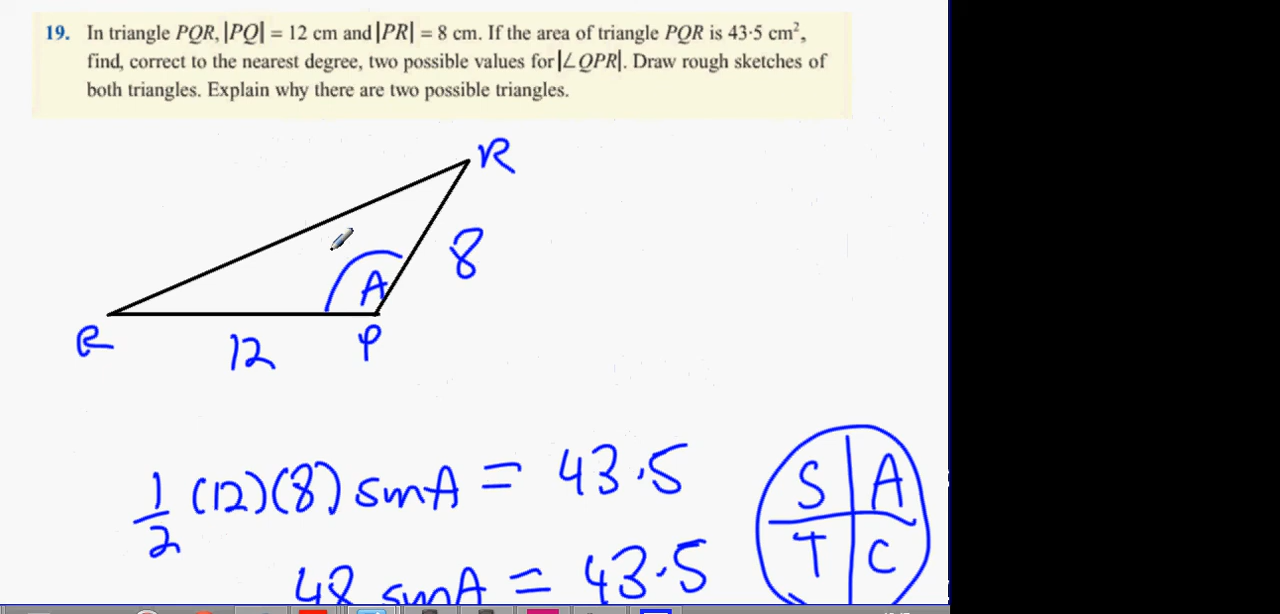 19. In triangle PQR, |PQ| = 12 cm and |PR| = 8 cm. If the area of triangle PQR is 43·5 cm²,
find, correct to the nearest degree, two possible values for |∠QPR|. Draw rough sketches of
both triangles. Explain why there are two possible triangles.
R
8
A
R
12
P
1/2 (12)(8) sin A = 43.5
S A
T C
48 sin A = 43.5